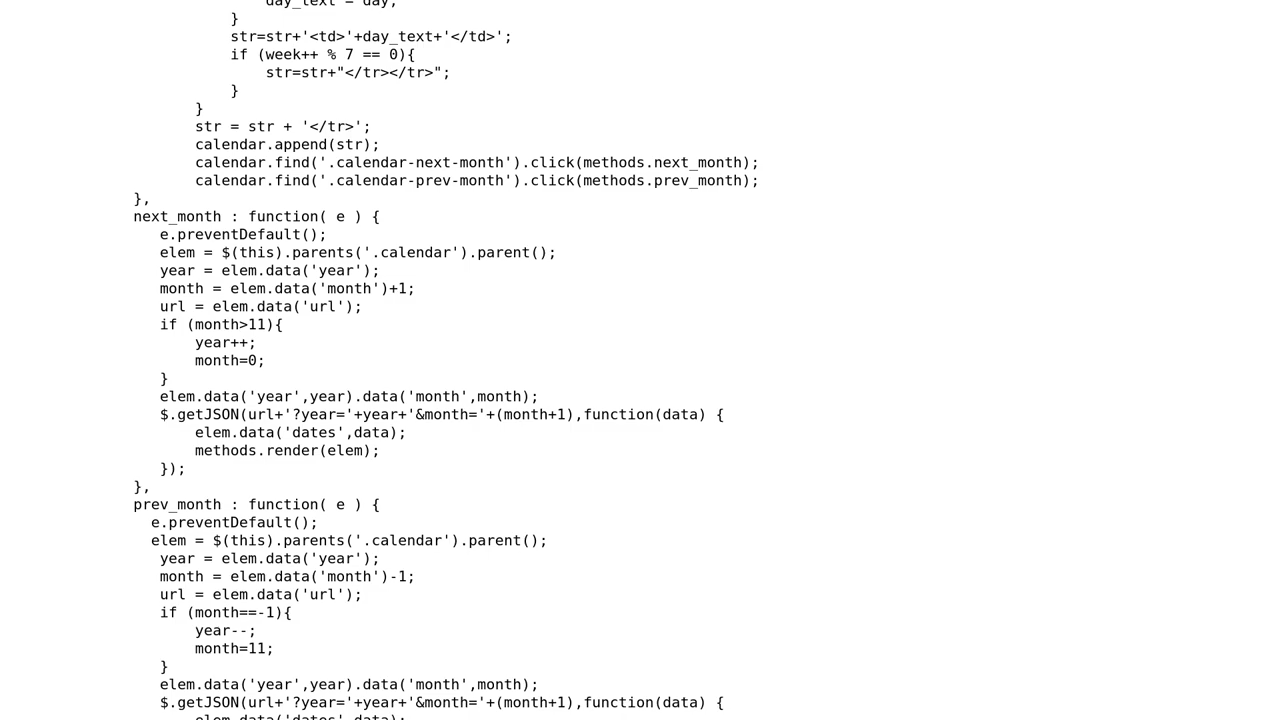 day_text = day;
}
str=str+'<td>'+day_text+'</td>';
if (week++ % 7 == 0){
str=str+"</tr></tr>";
}
}
str = str + '</tr>';
calendar.append(str);
calendar.find('.calendar-next-month').click(methods.next_month);
calendar.find('.calendar-prev-month').click(methods.prev_month);
},
next_month : function( e ) {
e.preventDefault();
elem = $(this).parents('.calendar').parent();
year = elem.data('year');
month = elem.data('month')+1;
url = elem.data('url');
if (month>11){
year++;
month=0;
}
elem.data('year',year).data('month',month);
$.getJSON(url+'?year='+year+'&month='+(month+1),function(data) {
elem.data('dates',data);
methods.render(elem);
});
},
prev_month : function( e ) {
e.preventDefault();
elem = $(this).parents('.calendar').parent();
year = elem.data('year');
month = elem.data('month')-1;
url = elem.data('url');
if (month==-1){
year--;
month=11;
}
elem.data('year',year).data('month',month);
$.getJSON(url+'?year='+year+'&month='+(month+1),function(data) {
elem.data('dates',data);